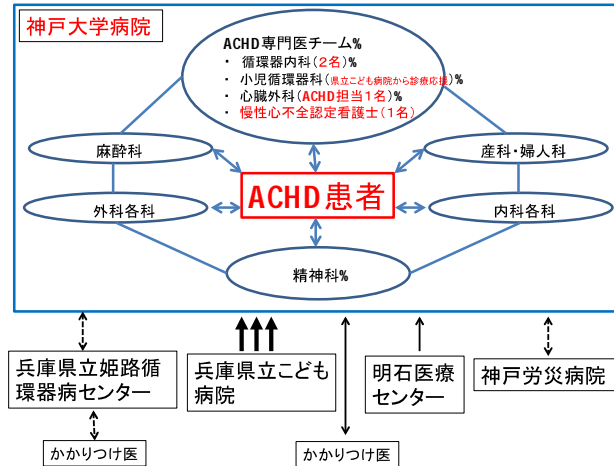 神戸大学病院
ACHD専門医チーム%
・ 循環器内科(2名)%
・ 小児循環器科(県立こども病院から診療応援)%
・ 心臓外科(ACHD担当1名)%
・ 慢性心不全認定看護士(1名)
麻酔科
産科・婦人科
ACHD患者
外科各科
内科各科
精神科%
兵庫県立姫路循
環器病センター
兵庫県立こども
病院
明石医療
センター
神戸労災病院
かかりつけ医
かかりつけ医